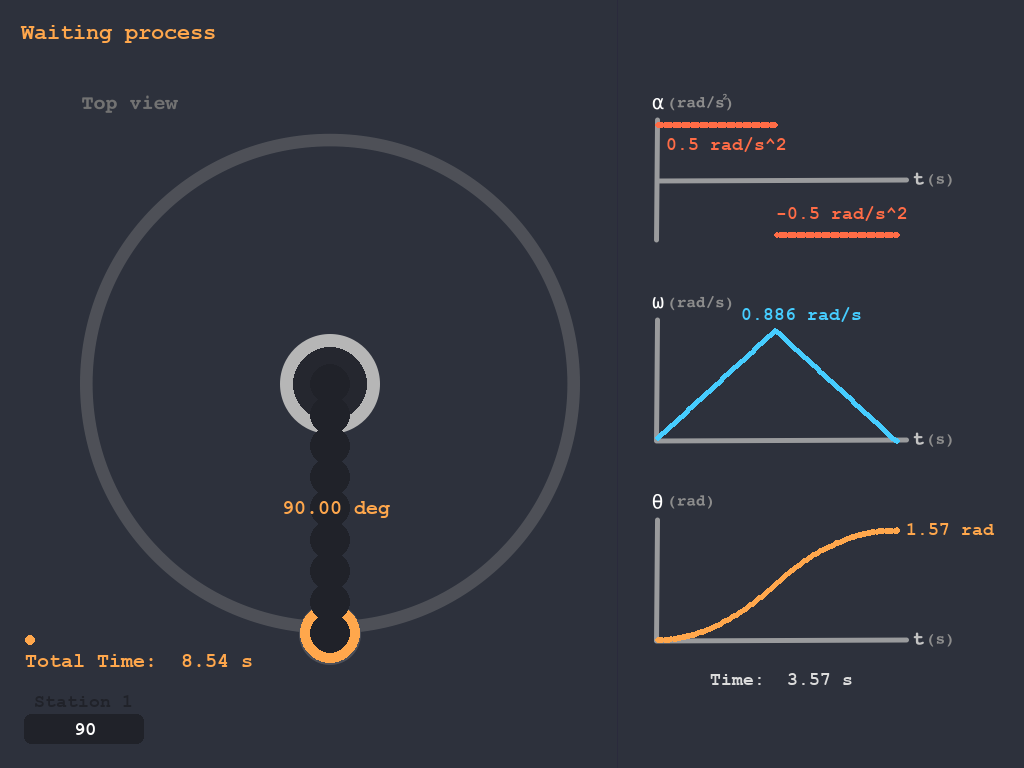 Waiting process
Top view
90.00 deg
Total Time: 8.54 s
Station 1
90
α (rad/s²)
0.5 rad/s^2
t(s)
-0.5 rad/s^2
ω (rad/s)
0.886 rad/s
t(s)
θ (rad)
1.57 rad
t(s)
Time: 3.57 s